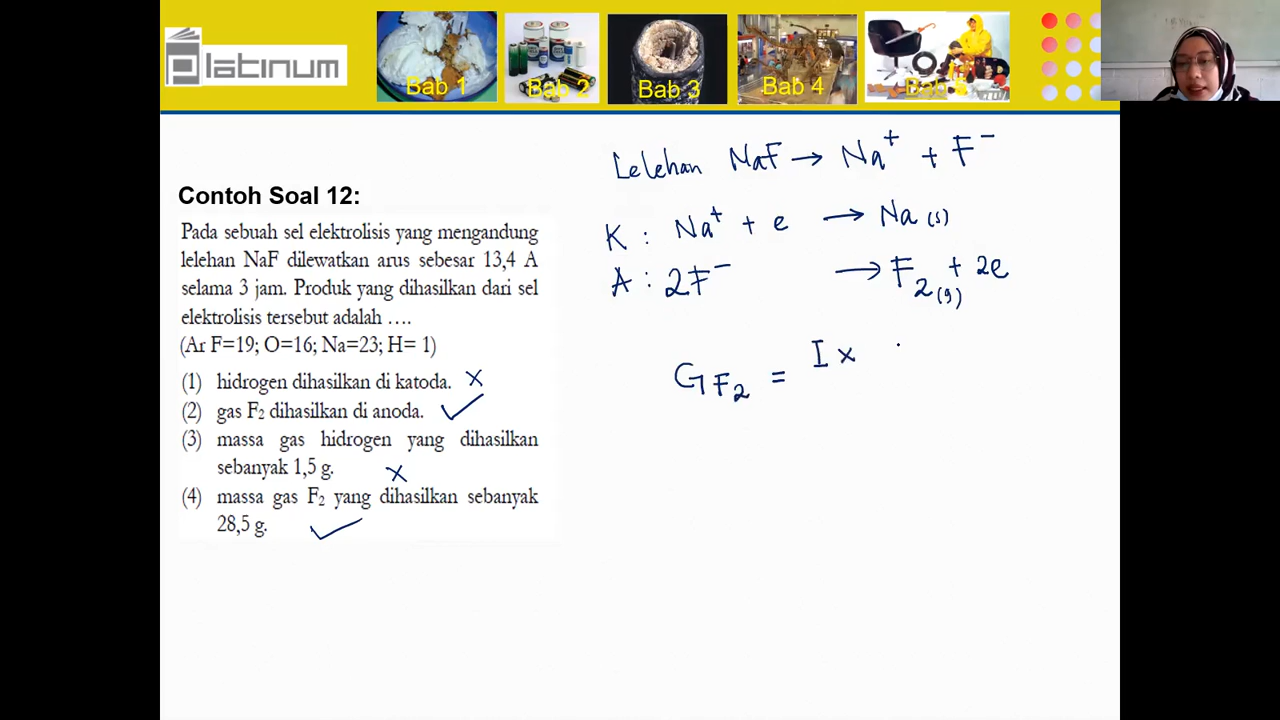 Platinum
Bab 1
Bab 2
Bab 3
Bab 4
Contoh Soal 12:
Pada sebuah sel elektrolisis yang mengandung
lelehan NaF dilewatkan arus sebesar 13,4 A
selama 3 jam. Produk yang dihasilkan dari sel
elektrolisis tersebut adalah ….
(Ar F=19; O=16; Na=23; H= 1)
(1) hidrogen dihasilkan di katoda. ×
(2) gas F₂ dihasilkan di anoda. ✓
(3) massa gas hidrogen yang dihasilkan
sebanyak 1,5 g. ×
(4) massa gas F₂ yang dihasilkan sebanyak
28,5 g. ✓
Lelehan NaF → Na⁺ + F⁻
K : Na⁺ + e → Na (s)
A : 2F⁻ → F₂ (g) + 2e
G F₂ = I ×